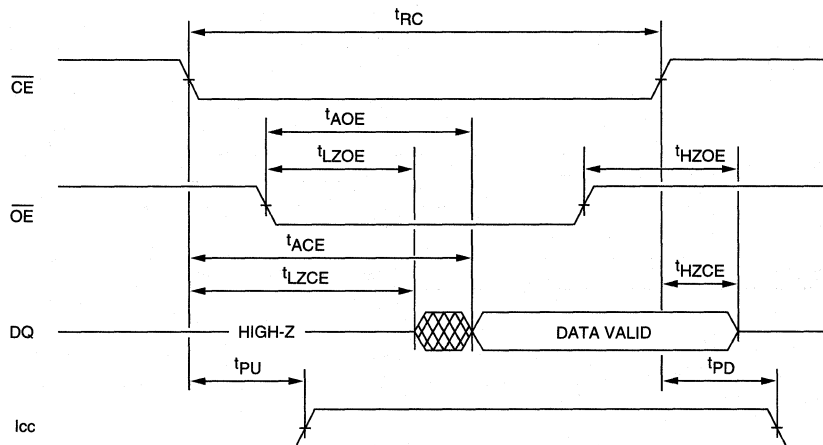 tRC
CE
tAOE
tLZOE
tHZOE
OE
tACE
tLZCE
tHZCE
DQ
HIGH-Z
DATA VALID
tPU
tPD
Icc